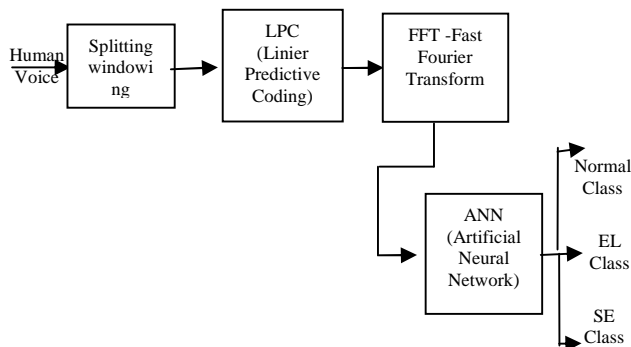 Human
Voice
Splitting
windowi
ng
LPC
(Linier
Predictive
Coding)
FFT -Fast
Fourier
Transform
ANN
(Artificial
Neural
Network)
Normal
Class
EL
Class
SE
Class